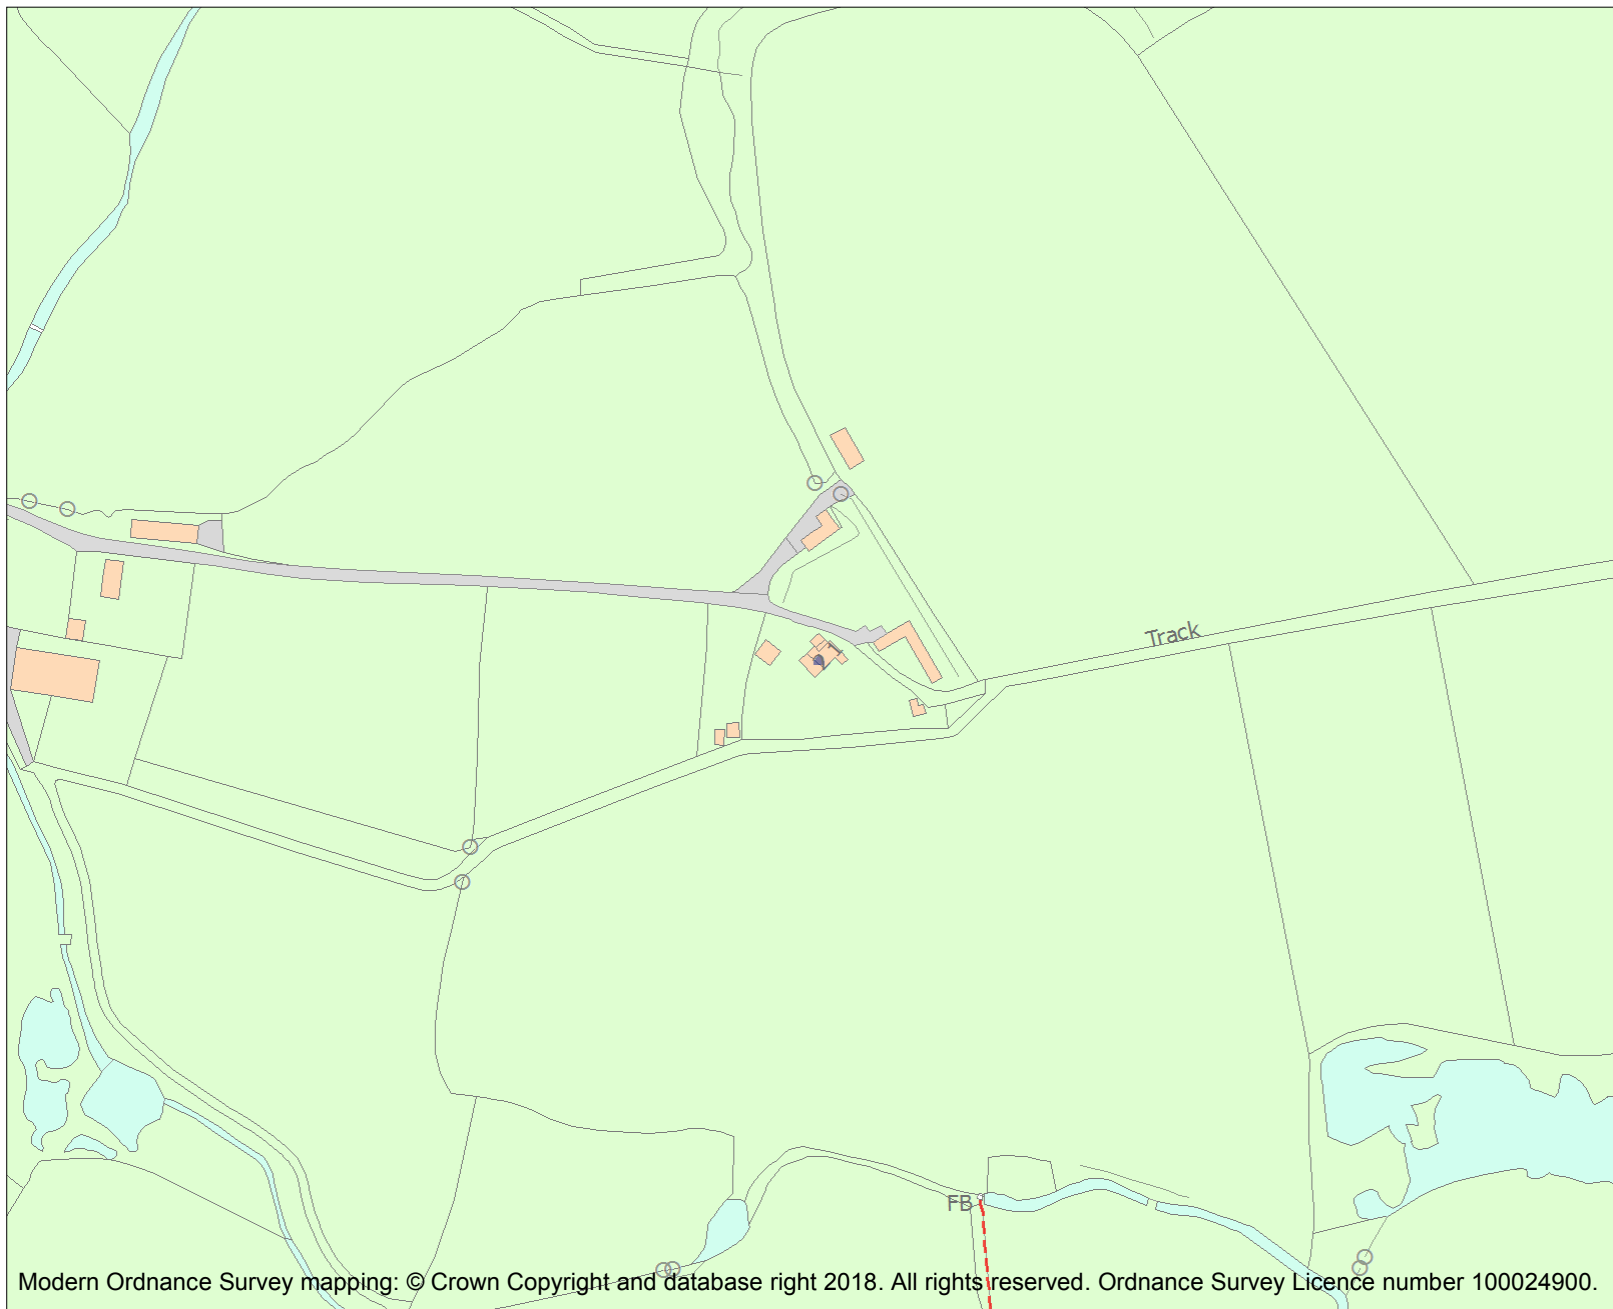 1
Track
FB
Modern Ordnance Survey mapping: © Crown Copyright and database right 2018. All rights reserved. Ordnance Survey Licence number 100024900.